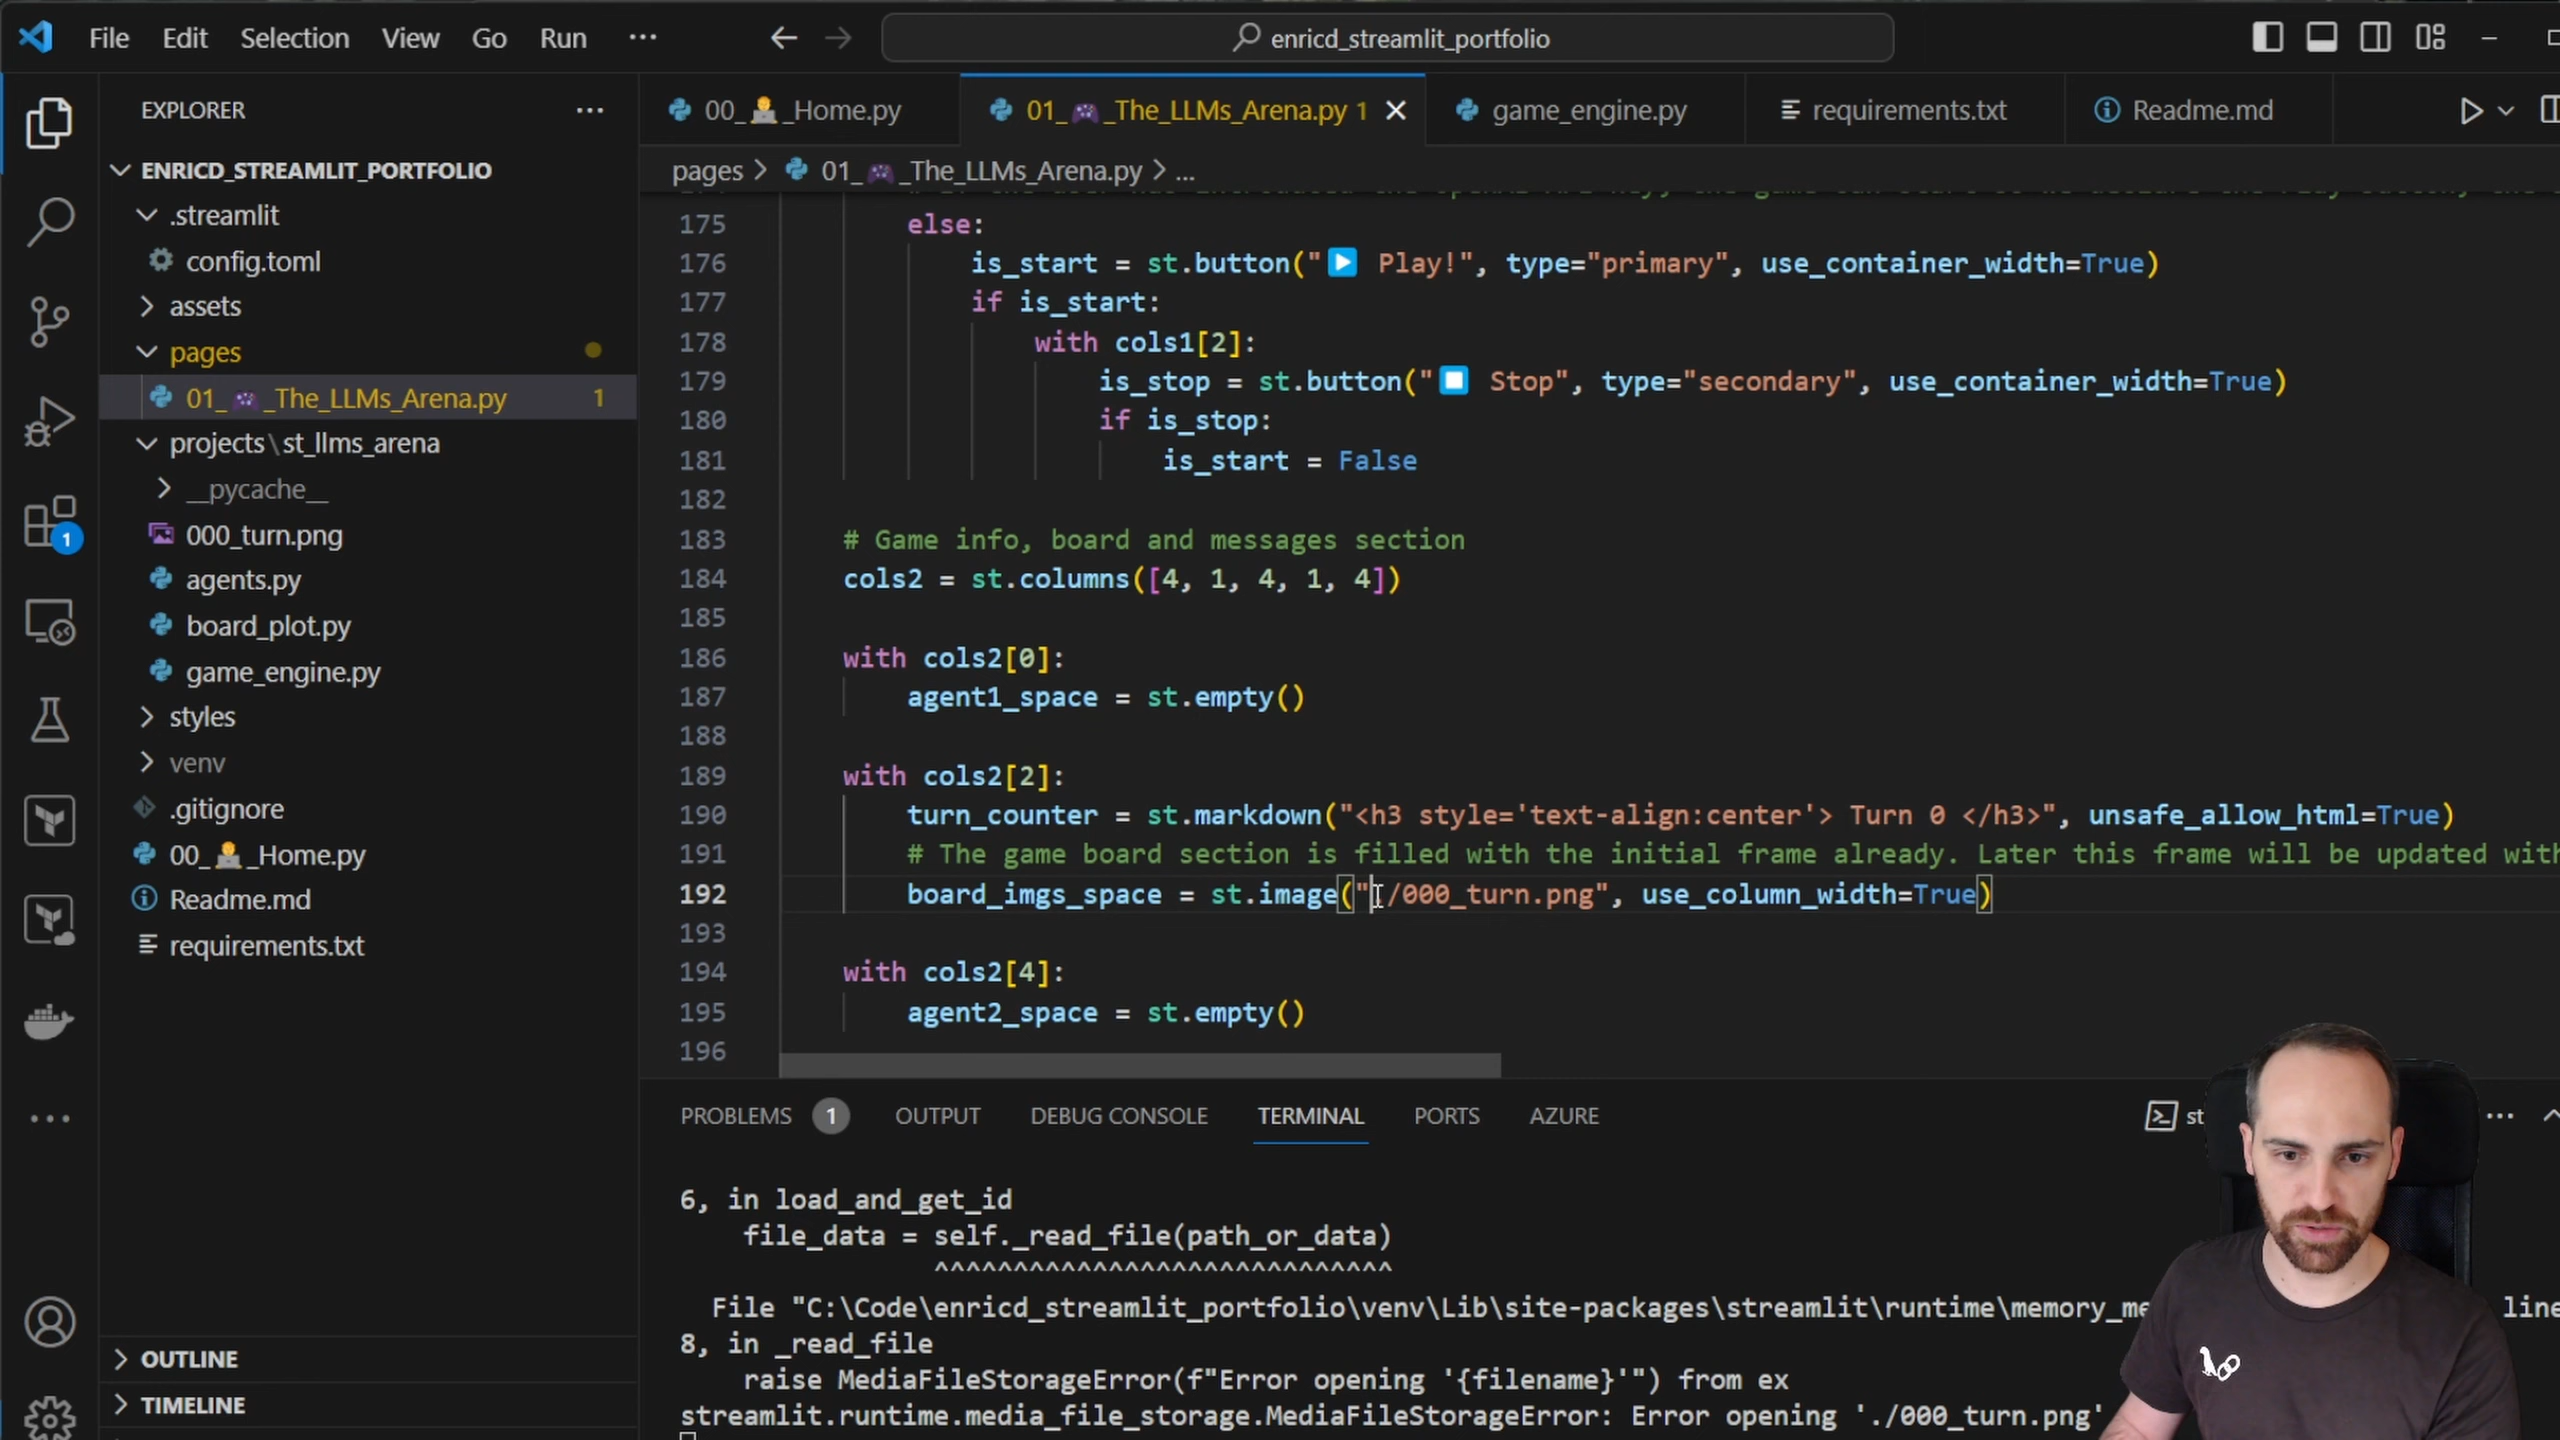 File Edit Selection View Go Run ··· enricd_streamlit_portfolio
EXPLORER ···
ENRICD_STREAMLIT_PORTFOLIO
.streamlit
config.toml
assets
pages
01_🎮_The_LLMs_Arena.py 1
projects\st_llms_arena
__pycache__
000_turn.png
agents.py
board_plot.py
game_engine.py
styles
venv
.gitignore
00_👨‍💻_Home.py
Readme.md
requirements.txt
OUTLINE
TIMELINE
1
00_👨‍💻_Home.py 01_🎮_The_LLMs_Arena.py 1 game_engine.py requirements.txt Readme.md
pages > 01_🎮_The_LLMs_Arena.py > ...
175 else:
176 is_start = st.button("▶️ Play!", type="primary", use_container_width=True)
177 if is_start:
178 with cols1[2]:
179 is_stop = st.button("⏹️ Stop", type="secondary", use_container_width=True)
180 if is_stop:
181 is_start = False
182
183 # Game info, board and messages section
184 cols2 = st.columns([4, 1, 4, 1, 4])
185
186 with cols2[0]:
187 agent1_space = st.empty()
188
189 with cols2[2]:
190 turn_counter = st.markdown("<h3 style='text-align:center'> Turn 0 </h3>", unsafe_allow_html=True)
191 # The game board section is filled with the initial frame already. Later this frame will be updated with
192 board_imgs_space = st.image("./000_turn.png", use_column_width=True)
193
194 with cols2[4]:
195 agent2_space = st.empty()
196
PROBLEMS 1 OUTPUT DEBUG CONSOLE TERMINAL PORTS AZURE st ···
6, in load_and_get_id
file_data = self._read_file(path_or_data)
^^^^^^^^^^^^^^^^^^^^^^^^^^^^^
File "C:\Code\enricd_streamlit_portfolio\venv\Lib\site-packages\streamlit\runtime\memory_me line
8, in _read_file
raise MediaFileStorageError(f"Error opening '{filename}'") from ex
streamlit.runtime.media_file_storage.MediaFileStorageError: Error opening './000_turn.png'